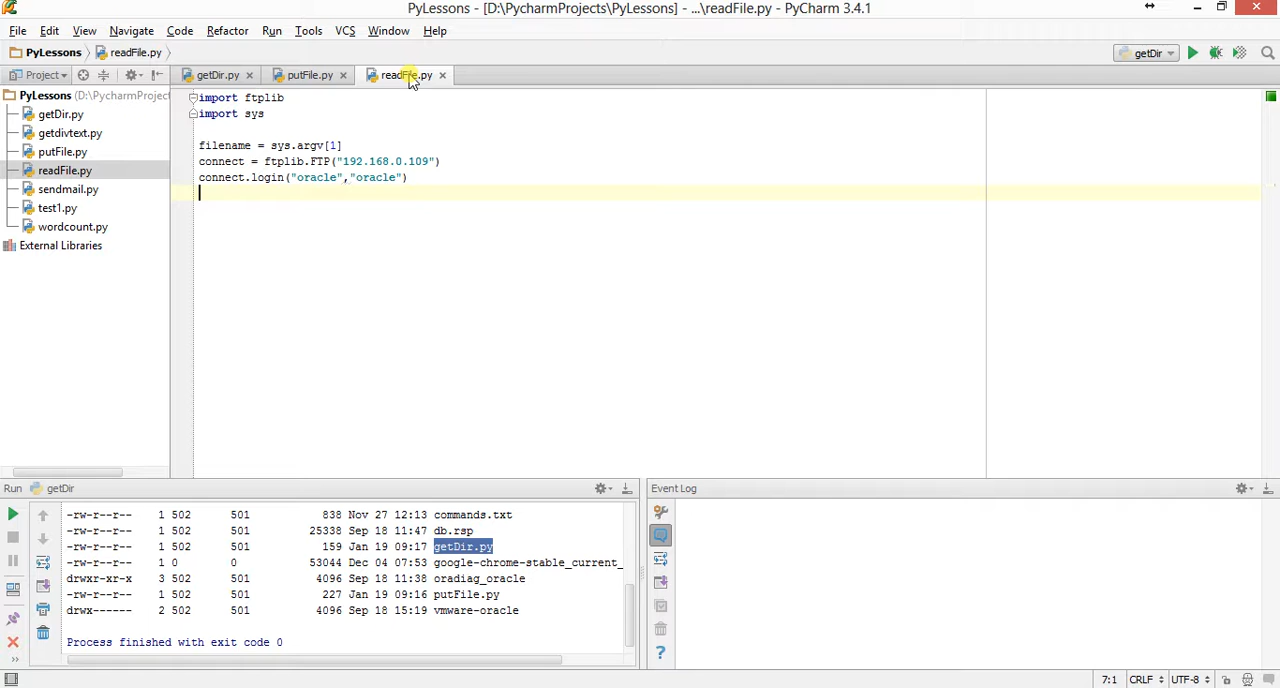 PyLessons - [D:\PycharmProjects\PyLessons] - ...\readFile.py - PyCharm 3.4.1
File Edit View Navigate Code Refactor Run Tools VCS Window Help
PyLessons readFile.py getDir
Project getDir.py putFile.py readFile.py
PyLessons (D:\PycharmProject
getDir.py
getdivtext.py
putFile.py
readFile.py
sendmail.py
test1.py
wordcount.py
External Libraries
import ftplib
import sys
filename = sys.argv[1]
connect = ftplib.FTP("192.168.0.109")
connect.login("oracle","oracle")
Run getDir
-rw-r--r-- 1 502 501 838 Nov 27 12:13 commands.txt
-rw-r--r-- 1 502 501 25338 Sep 18 11:47 db.rsp
-rw-r--r-- 1 502 501 159 Jan 19 09:17 getDir.py
-rw-r--r-- 1 0 0 53044 Dec 04 07:53 google-chrome-stable_current_
drwxr-xr-x 3 502 501 4096 Sep 18 11:38 oradiag_oracle
-rw-r--r-- 1 502 501 227 Jan 19 09:16 putFile.py
drwx------ 2 502 501 4096 Sep 18 15:19 vmware-oracle
Process finished with exit code 0
Event Log
7:1 CRLF UTF-8